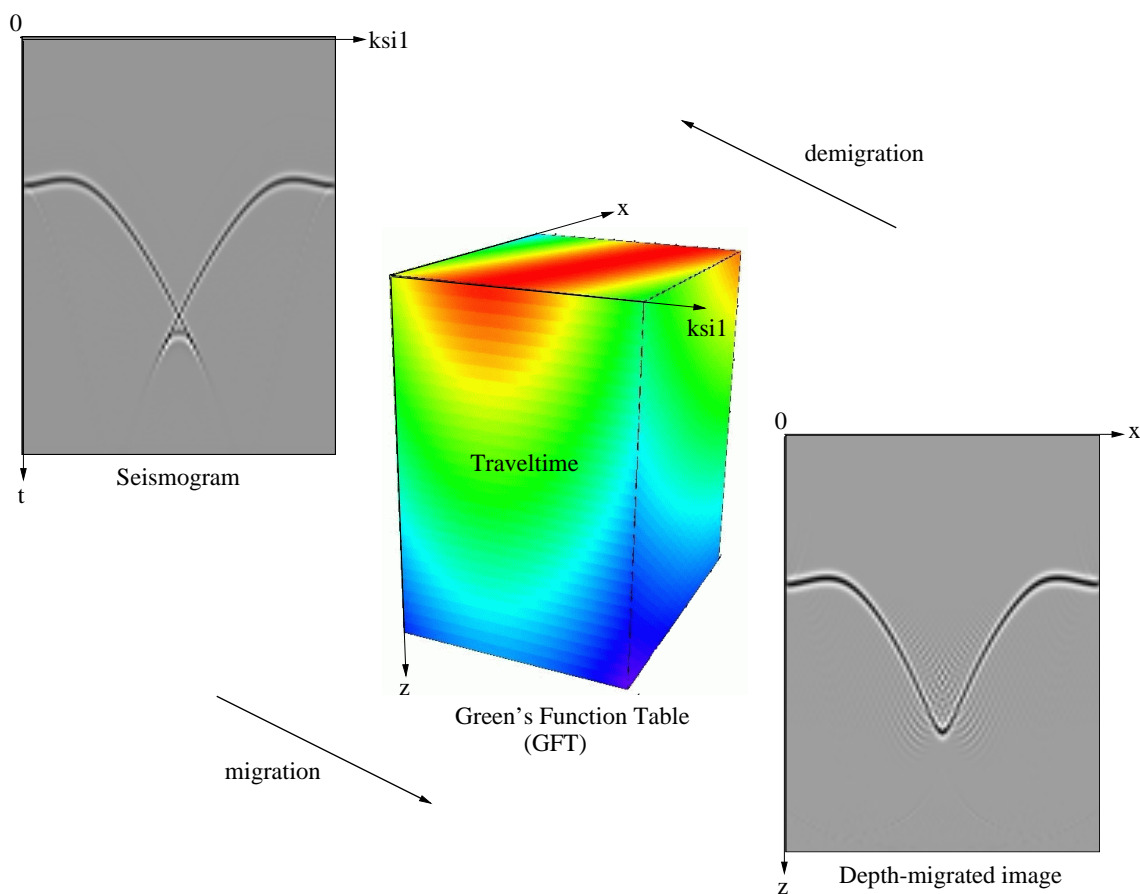 0
ksi1
t
Seismogram
demigration
x
ksi1
Traveltime
z
Green's Function Table
(GFT)
migration
0
x
z
Depth-migrated image